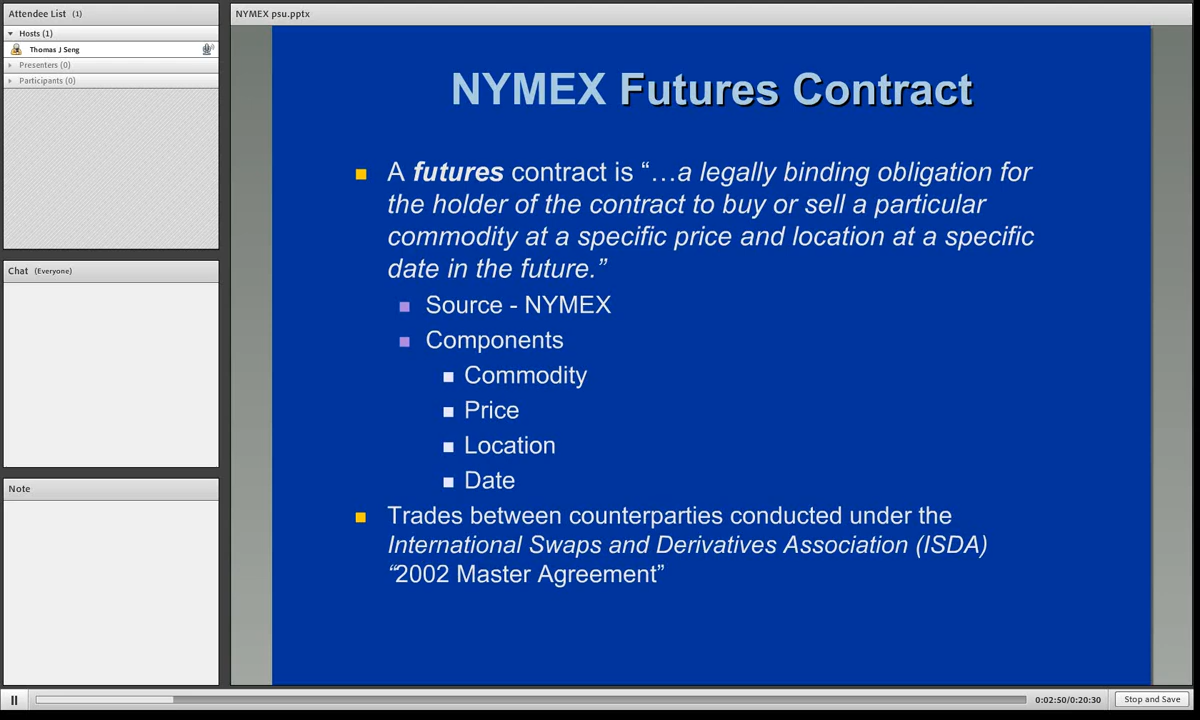 Attendee List (1)
Hosts (1)
Thomas J Seng
Presenters (0)
Participants (0)
Chat (Everyone)
Note
NYMEX psu.pptx
NYMEX Futures Contract
A futures contract is “…a legally binding obligation for
the holder of the contract to buy or sell a particular
commodity at a specific price and location at a specific
date in the future.”
Source - NYMEX
Components
Commodity
Price
Location
Date
Trades between counterparties conducted under the
International Swaps and Derivatives Association (ISDA)
“2002 Master Agreement”
0:02:50/0:20:30
Stop and Save